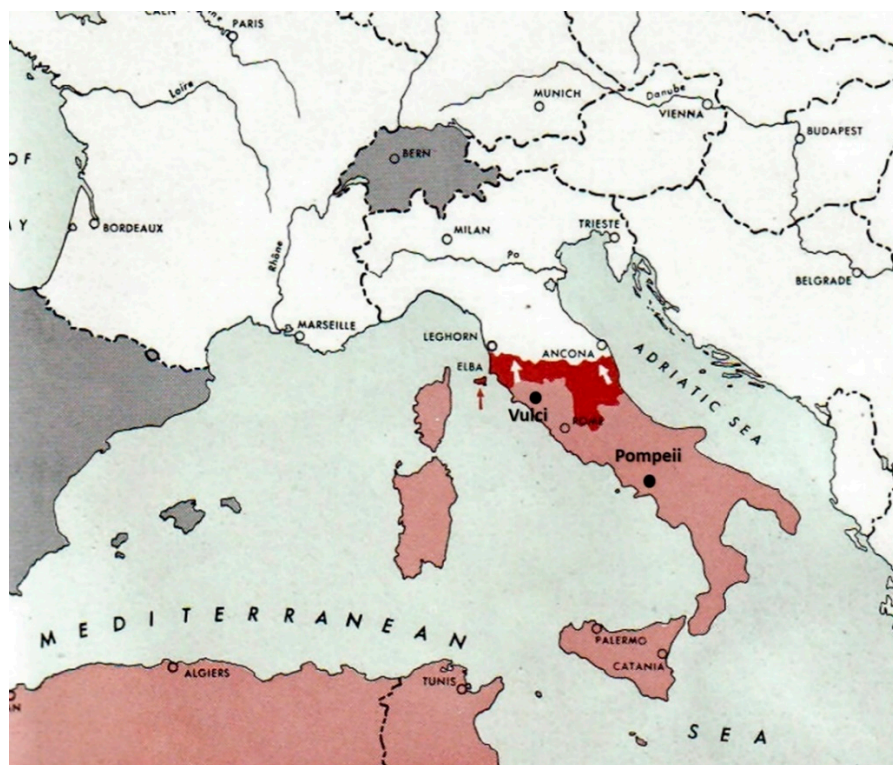 PARIS
Loire
MUNICH
Danube
VIENNA
BUDAPEST
BERN
OF
AY
BORDEAUX
MILAN
TRIESTE
Rhône
Po
BELGRADE
MARSEILLE
LEGHORN
ANCONA
ELBA
ADRIATIC SEA
Vulci
Pompeii
MEDITERRANEAN
PALERMO
CATANIA
ALGIERS
TUNIS
SEA